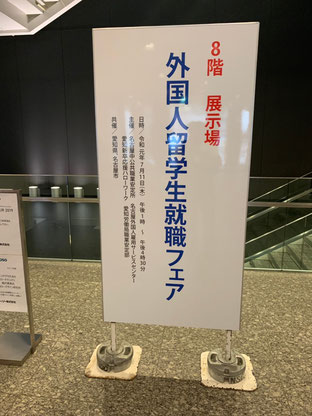 8階　展示場
外国人留学生就職フェア
日時／令和元年7月11日(木)　午後1時　～　午後4時30分
主催／名古屋中公共職業安定所　名古屋外国人雇用サービスセンター
愛知新卒応援ハローワーク　愛知労働局職業安定部
共催／愛知県、名古屋市